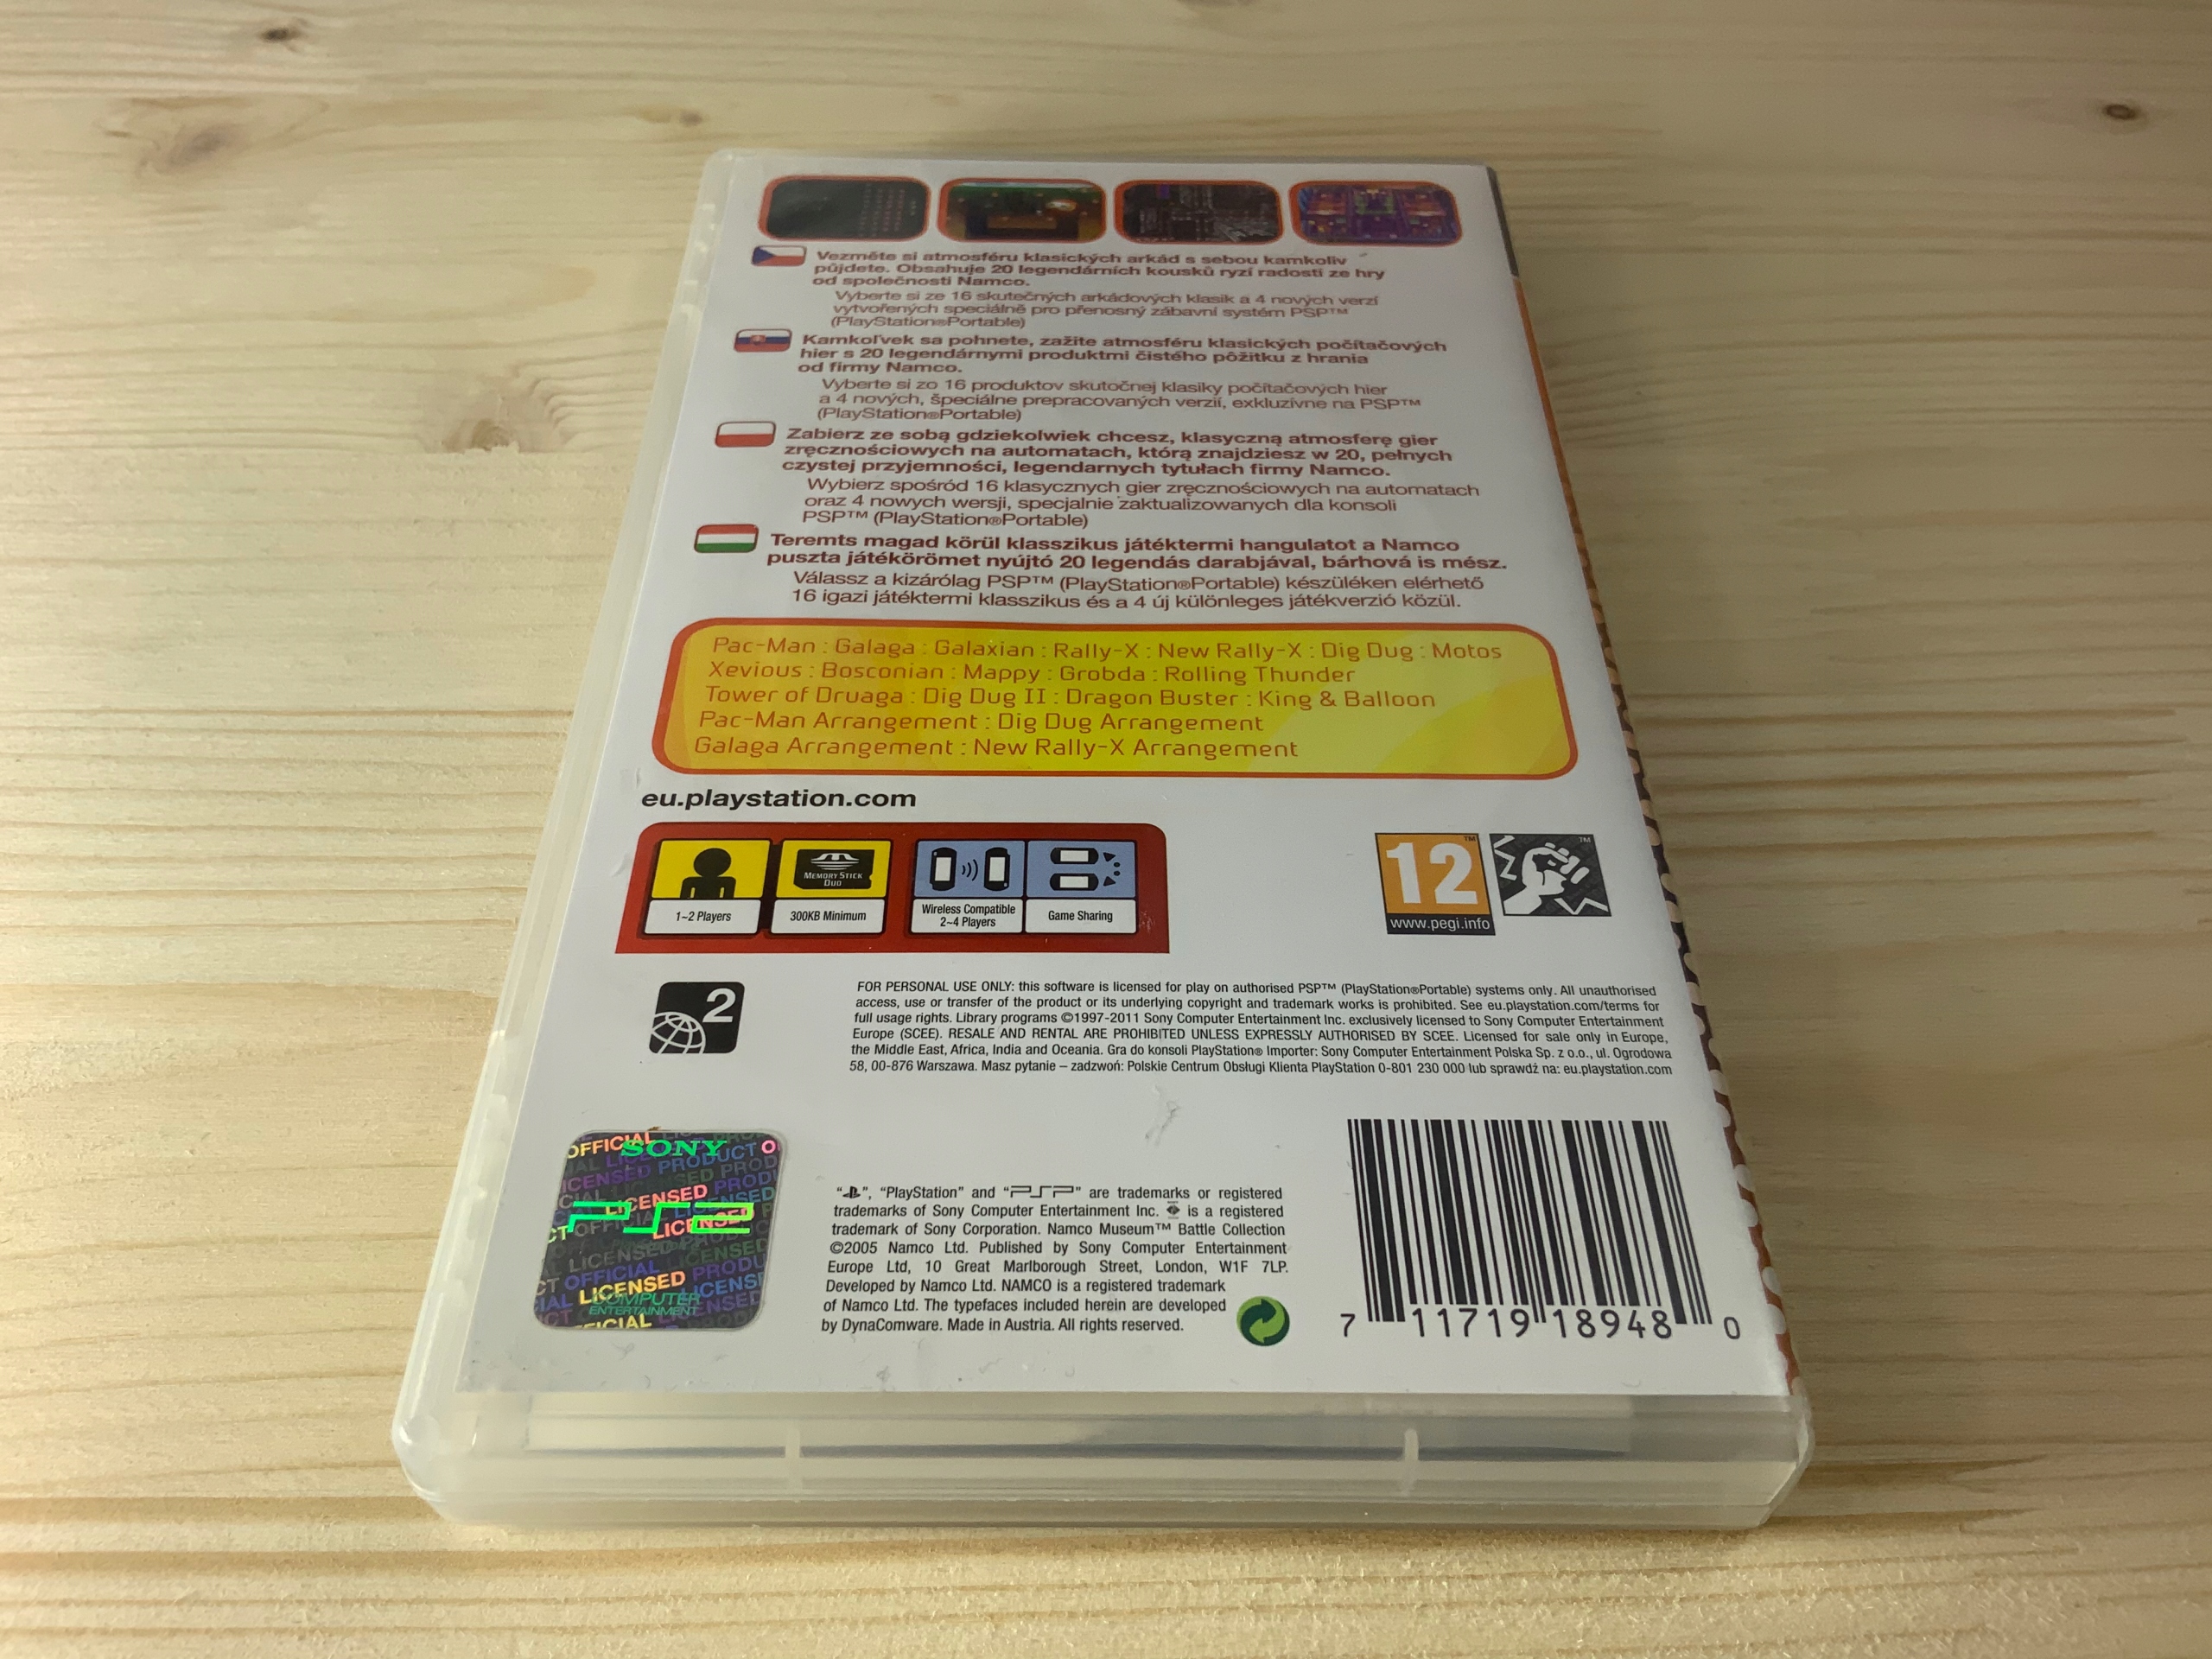 Vezměte si atmosféru klasických arkád s sebou kamkoliv
půjdete. Obsahuje 20 legendárních kousků ryzí radosti ze hry
od společnosti Namco.
Vyberte si ze 16 skutečných arkádových klasik a 4 nových verzí
vytvořených speciálně pro přenosný zábavní systém PSP™
(PlayStation®Portable)
Kamkoľvek sa pohnete, zažite atmosféru klasických počítačových
hier s 20 legendárnymi produktmi čistého pôžitku z hrania
od firmy Namco.
Vyberte si zo 16 produktov skutočnej klasiky počítačových hier
a 4 nových, špeciálne prepracovaných verzií, exkluzívne na PSP™
(PlayStation®Portable)
Zabierz ze sobą gdziekolwiek chcesz, klasyczną atmosferę gier
zręcznościowych na automatach, którą znajdziesz w 20, pełnych
czystej przyjemności, legendarnych tytułach firmy Namco.
Wybierz spośród 16 klasycznych gier zręcznościowych na automatach
oraz 4 nowych wersji, specjalnie zaktualizowanych dla konsoli
PSP™ (PlayStation®Portable)
Teremts magad körül klasszikus játéktermi hangulatot a Namco
puszta játékörömet nyújtó 20 legendás darabjával, bárhová is mész.
Válassz a kizárólag PSP™ (PlayStation®Portable) készüléken elérhető
16 igazi játéktermi klasszikus és a 4 új különleges játékverzió közül.
Pac-Man : Galaga : Galaxian : Rally-X : New Rally-X : Dig Dug : Motos
Xevious : Bosconian : Mappy : Grobda : Rolling Thunder
Tower of Druaga : Dig Dug II : Dragon Buster : King & Balloon
Pac-Man Arrangement : Dig Dug Arrangement
Galaga Arrangement : New Rally-X Arrangement
eu.playstation.com
MEMORY STICK
DUO
1~2 Players
300KB Minimum
Wireless Compatible
2~4 Players
Game Sharing
12™
www.pegi.info
™
2
FOR PERSONAL USE ONLY: this software is licensed for play on authorised PSP™ (PlayStation®Portable) systems only. All unauthorised
access, use or transfer of the product or its underlying copyright and trademark works is prohibited. See eu.playstation.com/terms for
full usage rights. Library programs ©1997-2011 Sony Computer Entertainment Inc. exclusively licensed to Sony Computer Entertainment
Europe (SCEE). RESALE AND RENTAL ARE PROHIBITED UNLESS EXPRESSLY AUTHORISED BY SCEE. Licensed for sale only in Europe,
the Middle East, Africa, India and Oceania. Gra do konsoli PlayStation® Importer: Sony Computer Entertainment Polska Sp. z o.o., ul. Ogrodowa
58, 00-876 Warszawa. Masz pytanie – zadzwoń: Polskie Centrum Obsługi Klienta PlayStation 0-801 230 000 lub sprawdź na: eu.playstation.com
OFFICIAL
SONY
LICENSED PRODUCT
LICENSED
PS2
LICENSED
OFFICIAL
LICENSED
COMPUTER
ENTERTAINMENT
"", "PlayStation" and "PSP" are trademarks or registered
trademarks of Sony Computer Entertainment Inc. is a registered
trademark of Sony Corporation. Namco Museum™ Battle Collection
©2005 Namco Ltd. Published by Sony Computer Entertainment
Europe Ltd, 10 Great Marlborough Street, London, W1F 7LP.
Developed by Namco Ltd. NAMCO is a registered trademark
of Namco Ltd. The typefaces included herein are developed
by DynaComware. Made in Austria. All rights reserved.
7 11719 18948 0